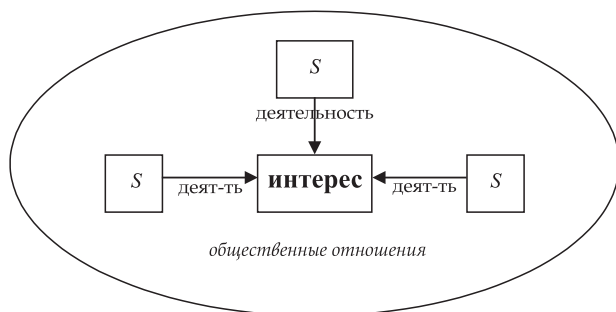 S
деятельность
S
деят-ть
интерес
деят-ть
S
общественные отношения